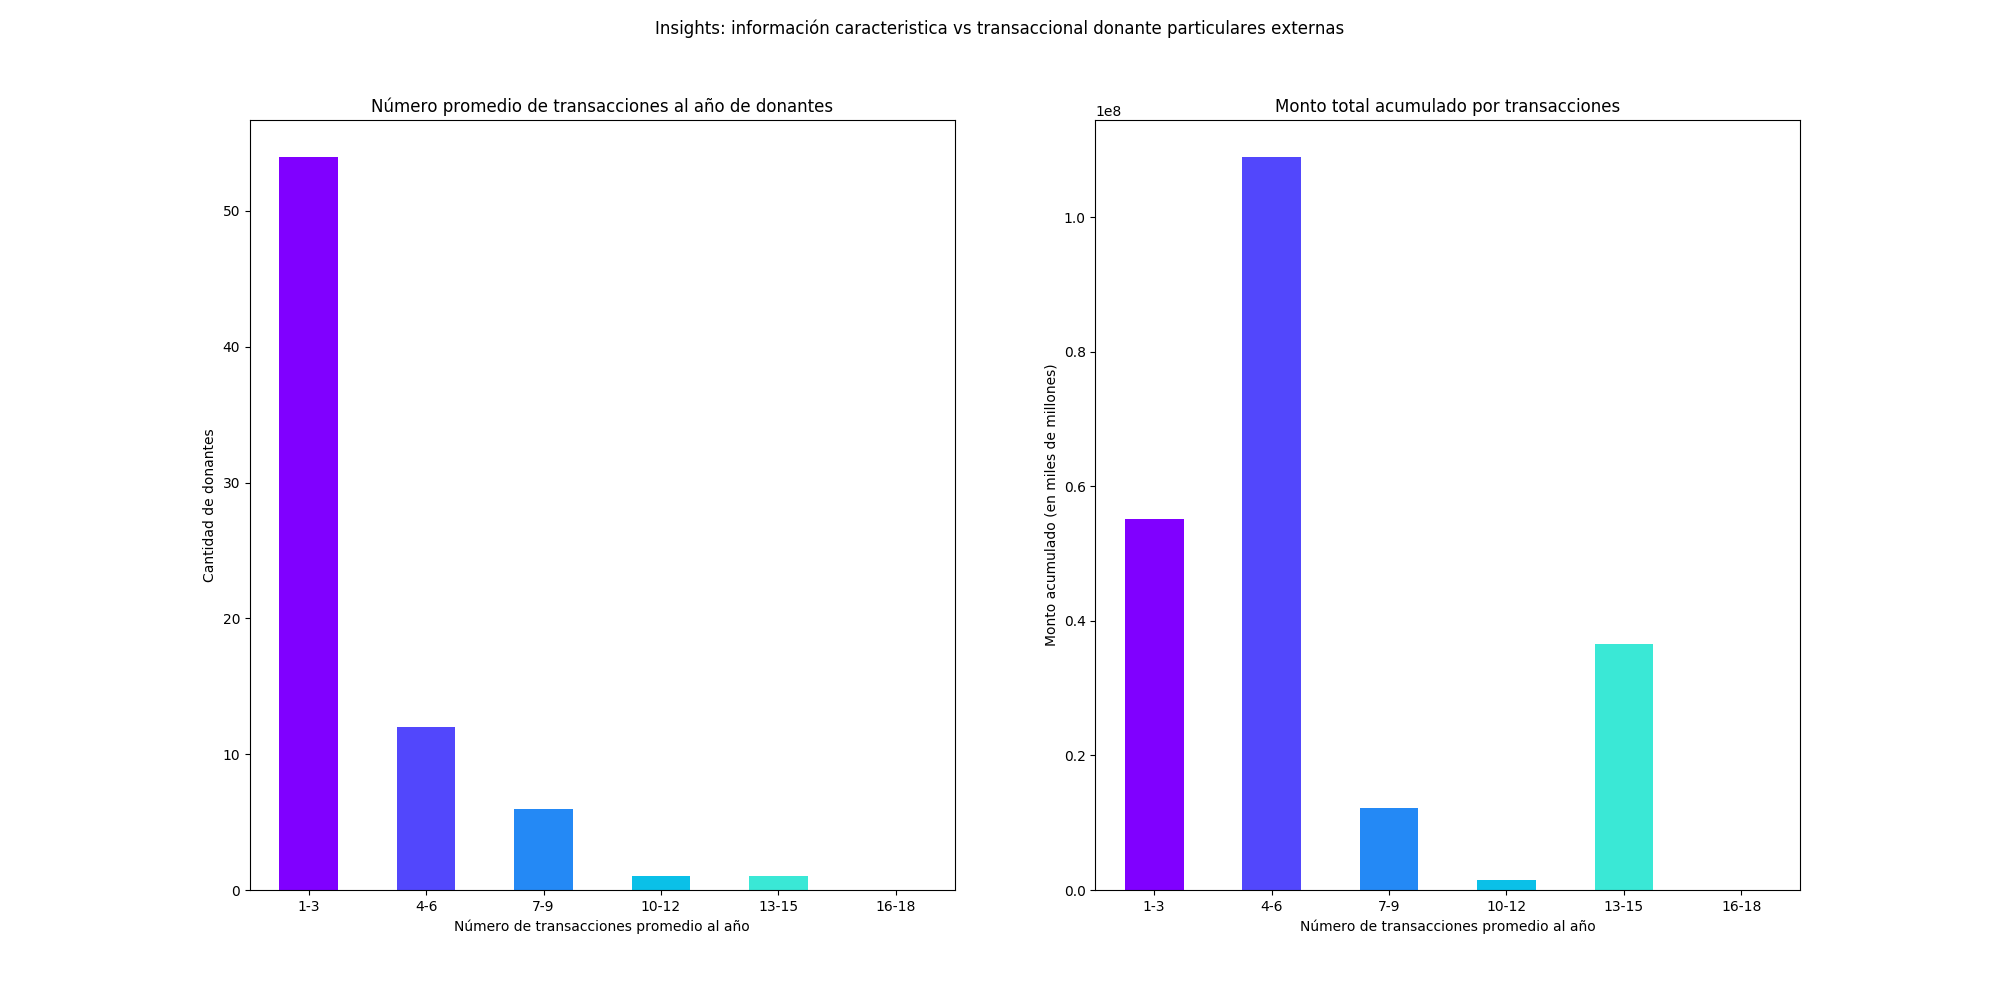 Insights: información caracteristica vs transaccional donante particulares externas
Número promedio de transacciones al año de donantes
50
40
30
20
10
0
Cantidad de donantes
1-3 4-6 7-9 10-12 13-15 16-18
Número de transacciones promedio al año
Monto total acumulado por transacciones
1e8
1.0
0.8
0.6
0.4
0.2
0.0
Monto acumulado (en miles de millones)
1-3 4-6 7-9 10-12 13-15 16-18
Número de transacciones promedio al año